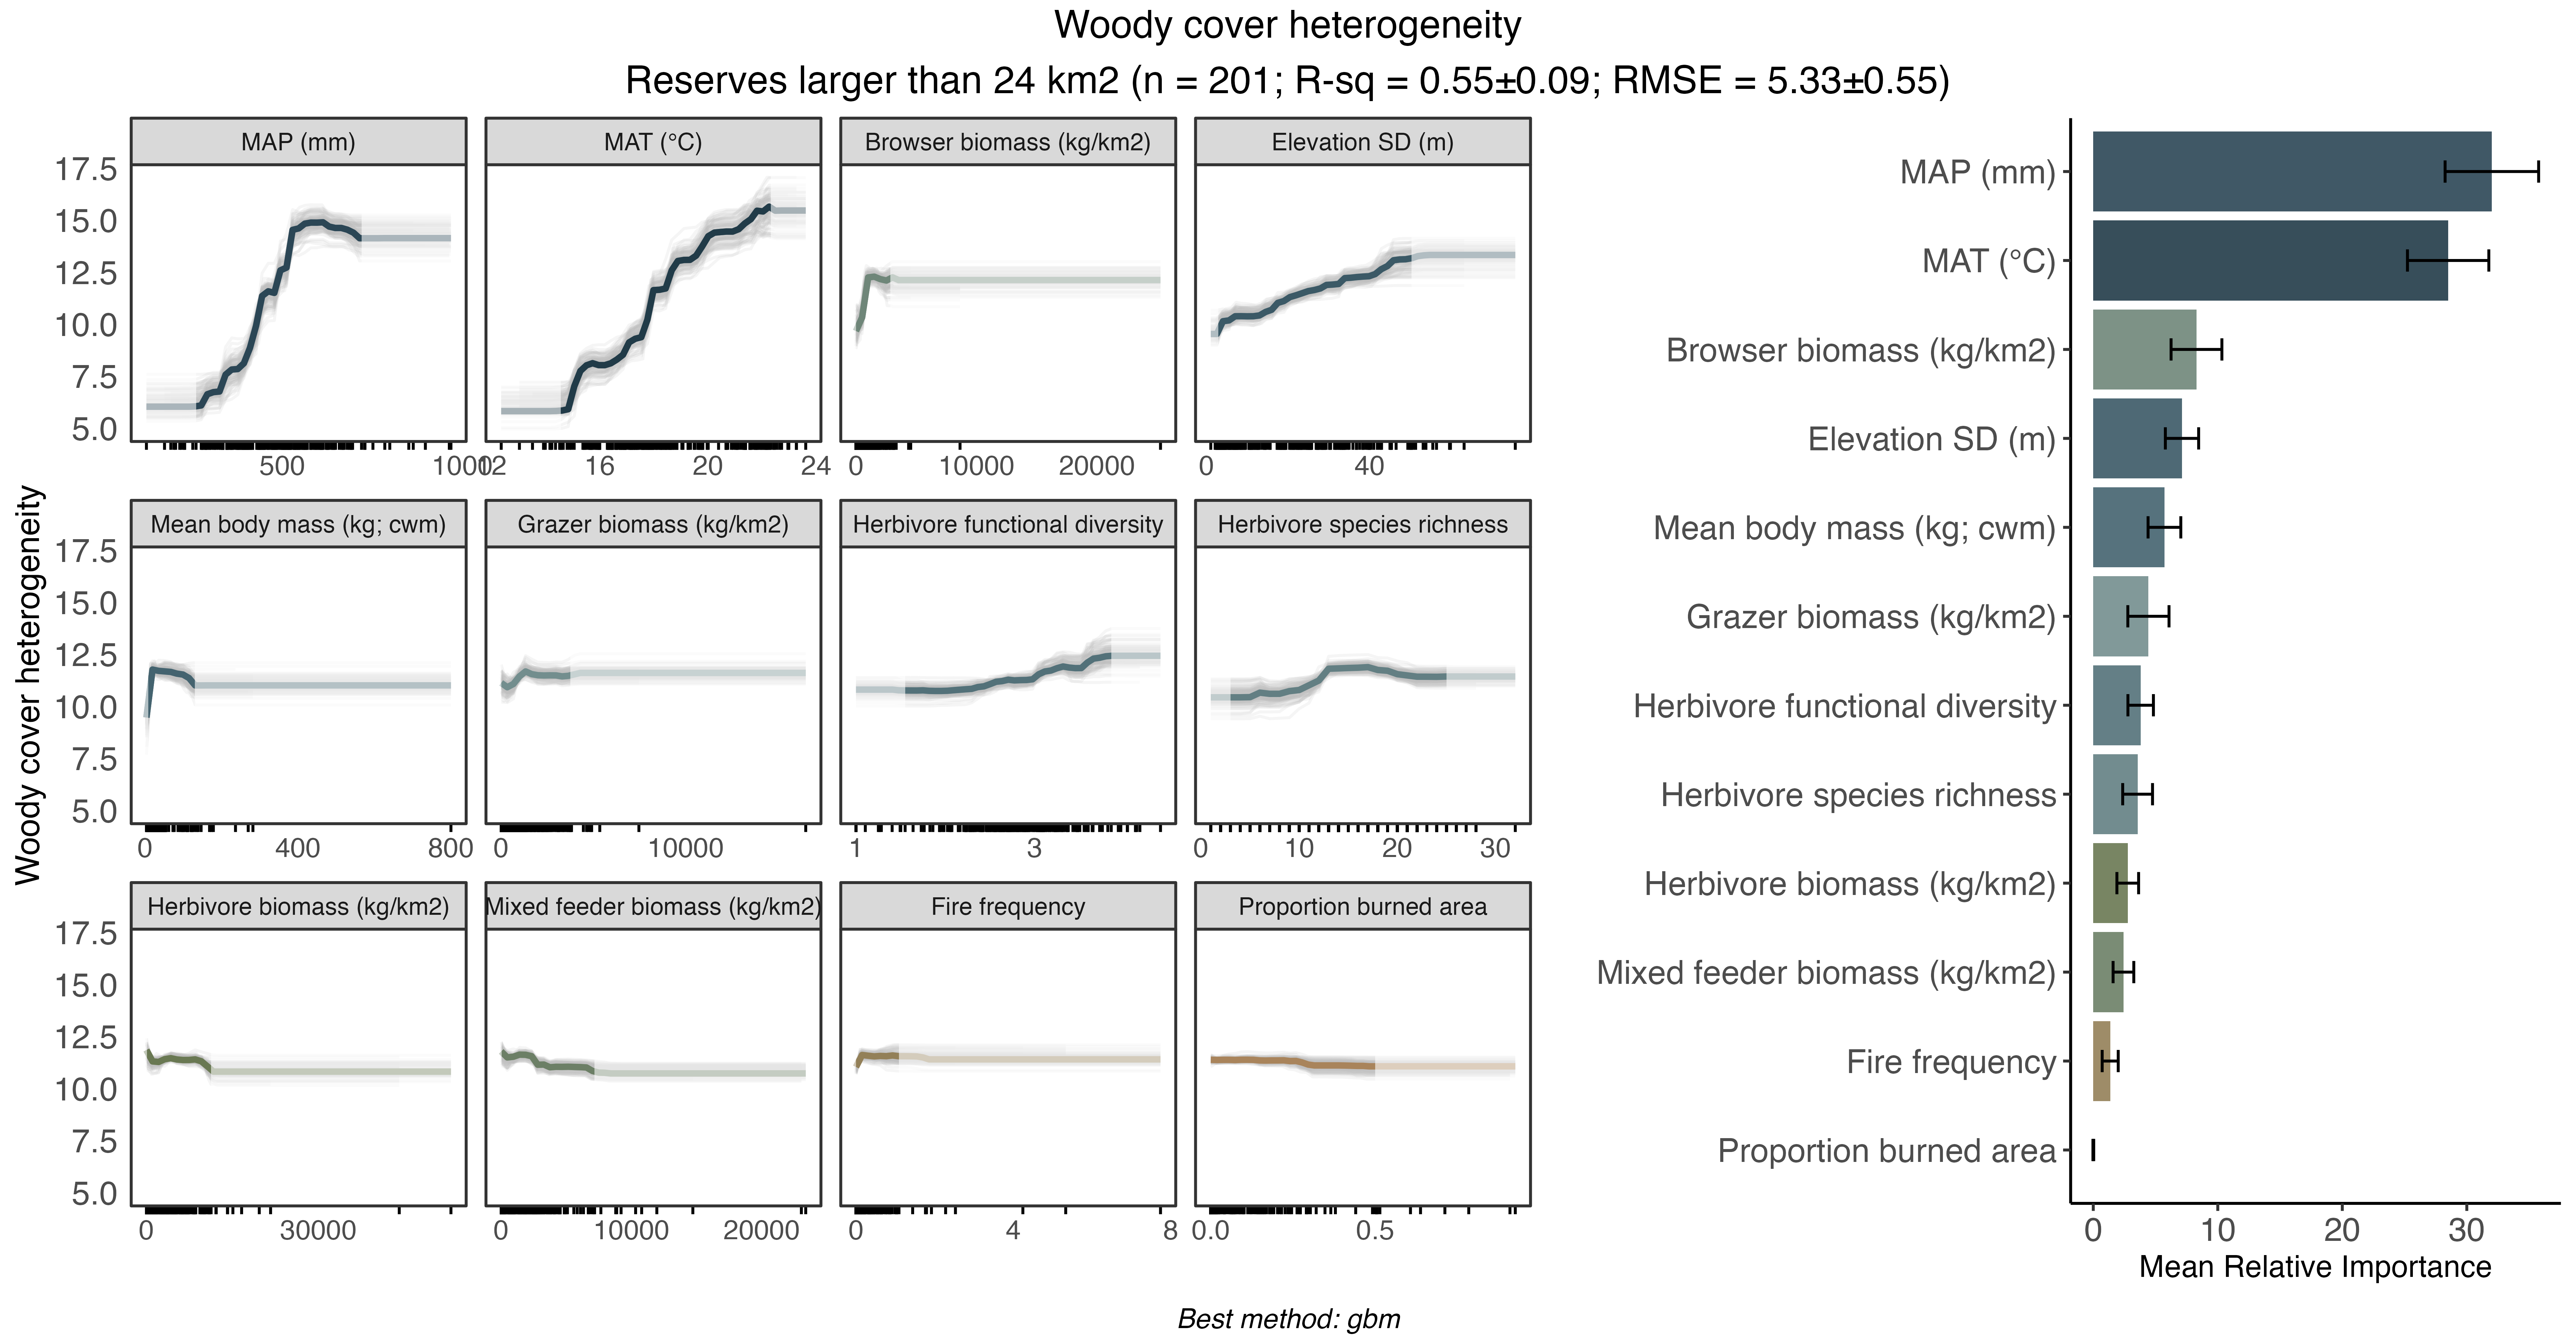 Woody cover heterogeneity
Reserves larger than 24 km2 (n = 201; R-sq = 0.55±0.09; RMSE = 5.33±0.55)
MAP (mm)
MAT (°C)
Browser biomass (kg/km2)
Elevation SD (m)
17.5
15.0
12.5
10.0
7.5
5.0
500
1000
12
16
20
24
0
10000
20000
0
40
Mean body mass (kg; cwm)
Grazer biomass (kg/km2)
Herbivore functional diversity
Herbivore species richness
17.5
15.0
12.5
10.0
7.5
5.0
0
400
800
0
10000
1
3
0
10
20
30
Herbivore biomass (kg/km2)
Mixed feeder biomass (kg/km2)
Fire frequency
Proportion burned area
17.5
15.0
12.5
10.0
7.5
5.0
0
30000
0
10000
20000
0
4
8
0.0
0.5
Woody cover heterogeneity
MAP (mm)
MAT (°C)
Browser biomass (kg/km2)
Elevation SD (m)
Mean body mass (kg; cwm)
Grazer biomass (kg/km2)
Herbivore functional diversity
Herbivore species richness
Herbivore biomass (kg/km2)
Mixed feeder biomass (kg/km2)
Fire frequency
Proportion burned area
0
10
20
30
Mean Relative Importance
Best method: gbm